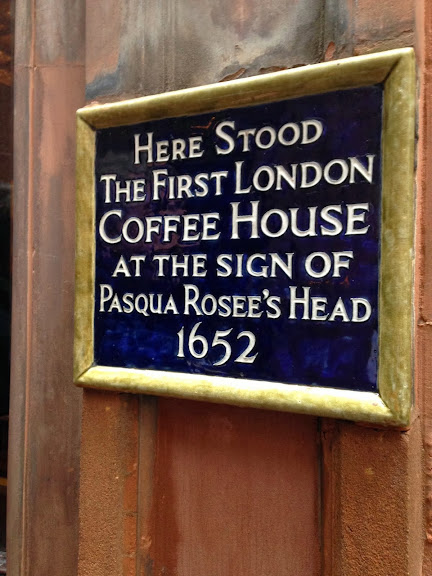 Here Stood
The First London
Coffee House
at the sign of
Pasqua Rosee's Head
1652